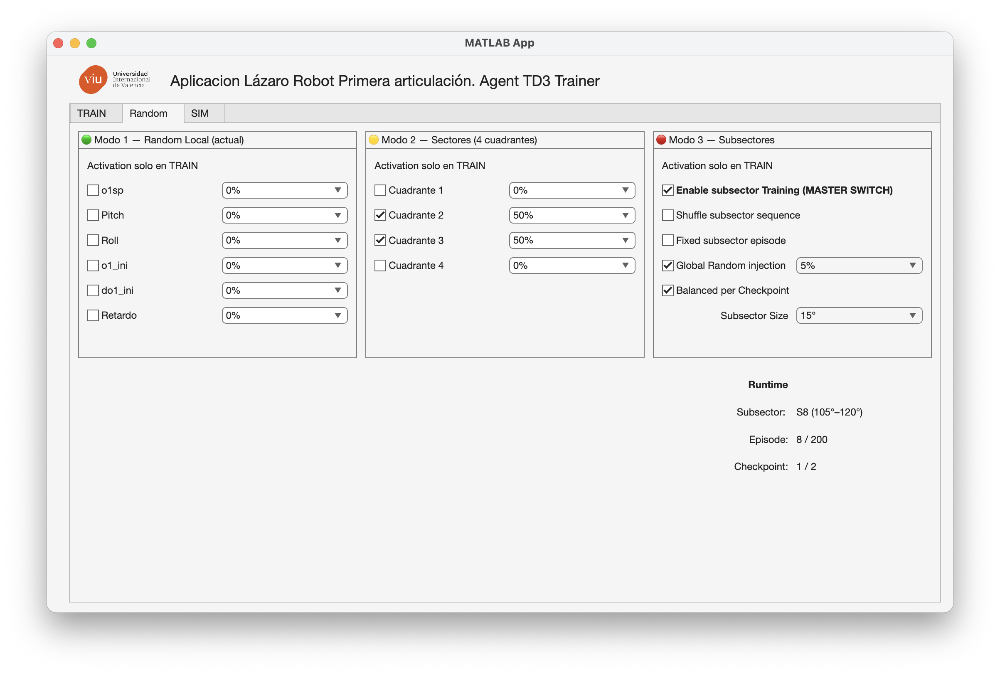 MATLAB App
viu
Universidad
Internacional
de Valencia
Aplicacion Lázaro Robot Primera articulación. Agent TD3 Trainer
TRAIN Random SIM
Modo 1 — Random Local (actual)
Activation solo en TRAIN
o1sp 0%
Pitch 0%
Roll 0%
o1_ini 0%
do1_ini 0%
Retardo 0%
Modo 2 — Sectores (4 cuadrantes)
Activation solo en TRAIN
Cuadrante 1 0%
Cuadrante 2 50%
Cuadrante 3 50%
Cuadrante 4 0%
Modo 3 — Subsectores
Activation solo en TRAIN
Enable subsector Training (MASTER SWITCH)
Shuffle subsector sequence
Fixed subsector episode
Global Random injection 5%
Balanced per Checkpoint
Subsector Size 15°
Runtime
Subsector: S8 (105°–120°)
Episode: 8 / 200
Checkpoint: 1 / 2